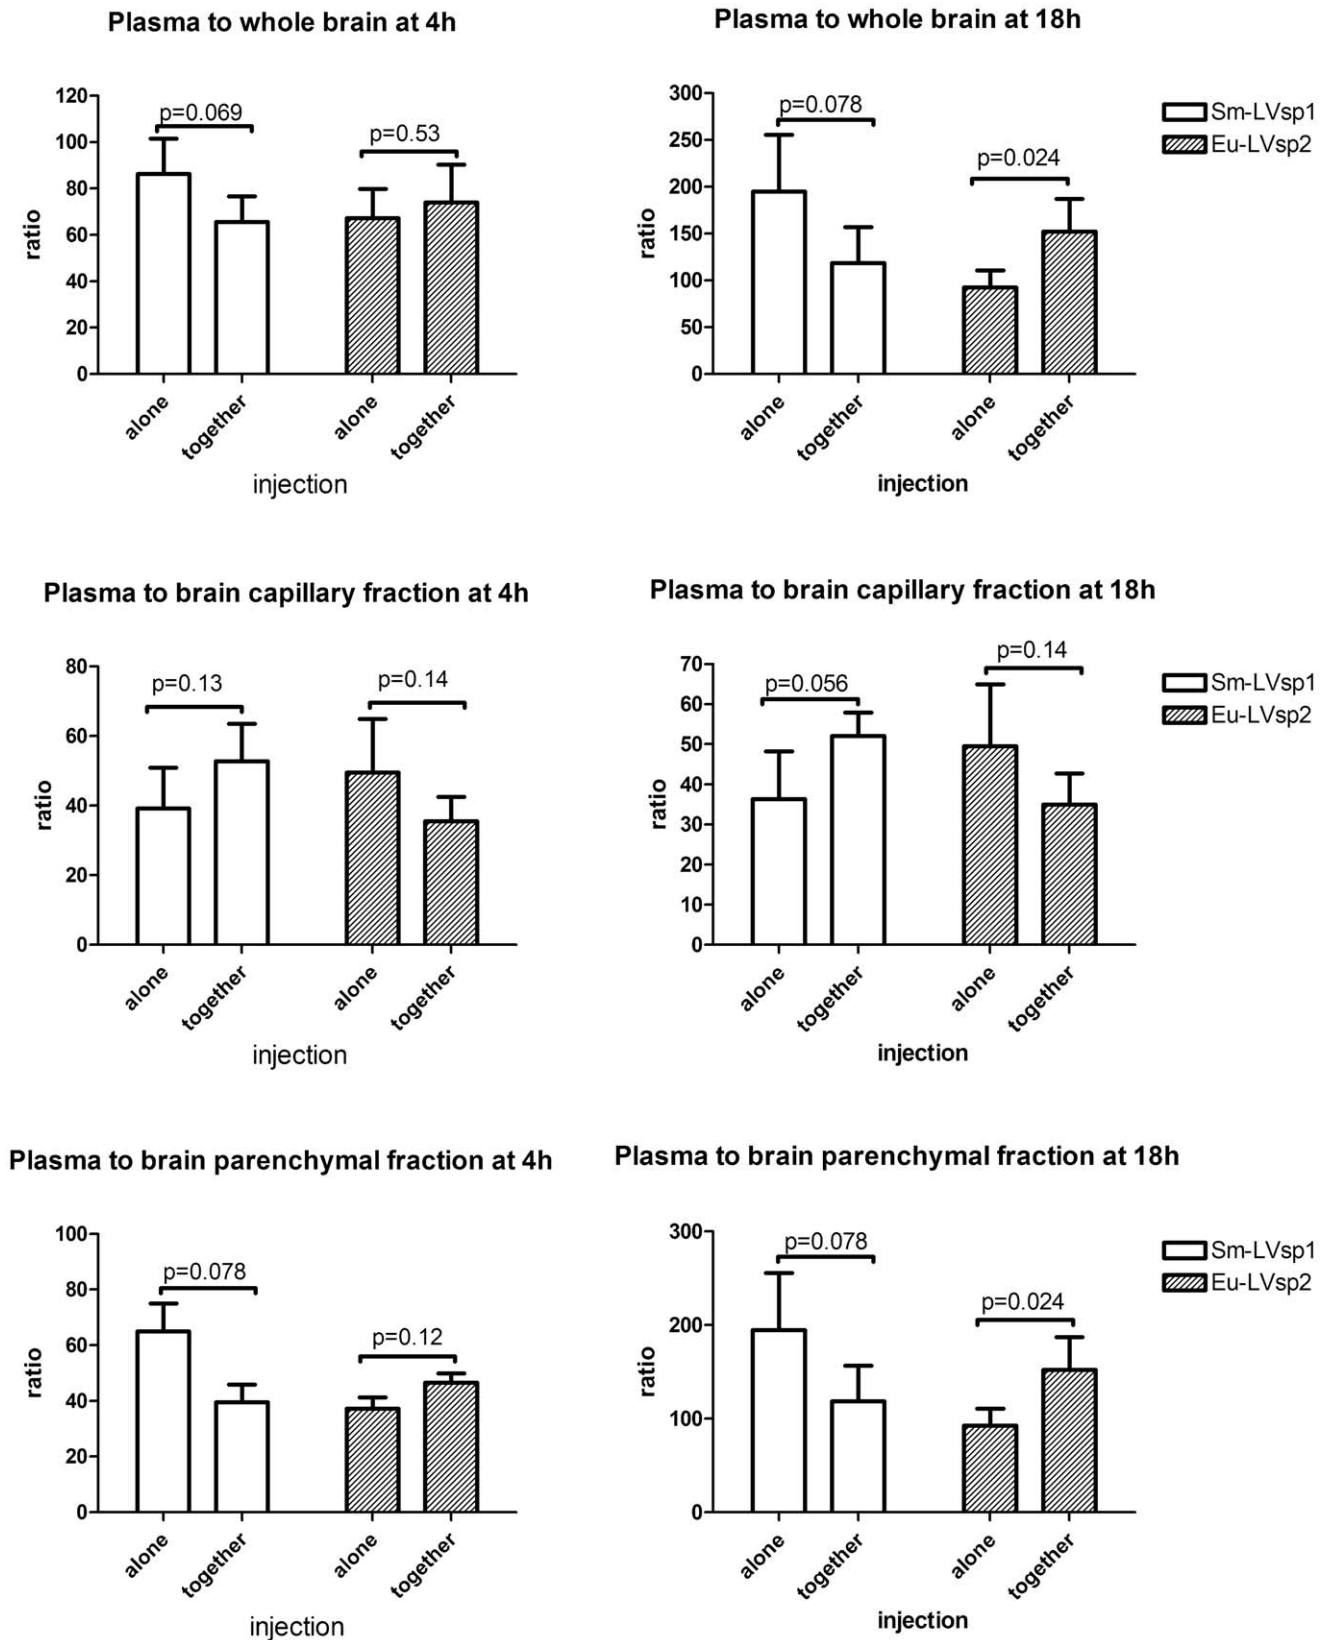 Plasma to whole brain at 4h
120
100
80
60
40
20
0
ratio
p=0.069
p=0.53
alone
together
alone
together
injection
Plasma to whole brain at 18h
300
250
200
150
100
50
0
ratio
p=0.078
p=0.024
alone
together
alone
together
injection
Sm-LVsp1
Eu-LVsp2
Plasma to brain capillary fraction at 4h
80
60
40
20
0
ratio
p=0.13
p=0.14
alone
together
alone
together
injection
Plasma to brain capillary fraction at 18h
70
60
50
40
30
20
10
0
ratio
p=0.056
p=0.14
alone
together
alone
together
injection
Sm-LVsp1
Eu-LVsp2
Plasma to brain parenchymal fraction at 4h
100
80
60
40
20
0
ratio
p=0.078
p=0.12
alone
together
alone
together
injection
Plasma to brain parenchymal fraction at 18h
300
200
100
0
ratio
p=0.078
p=0.024
alone
together
alone
together
injection
Sm-LVsp1
Eu-LVsp2